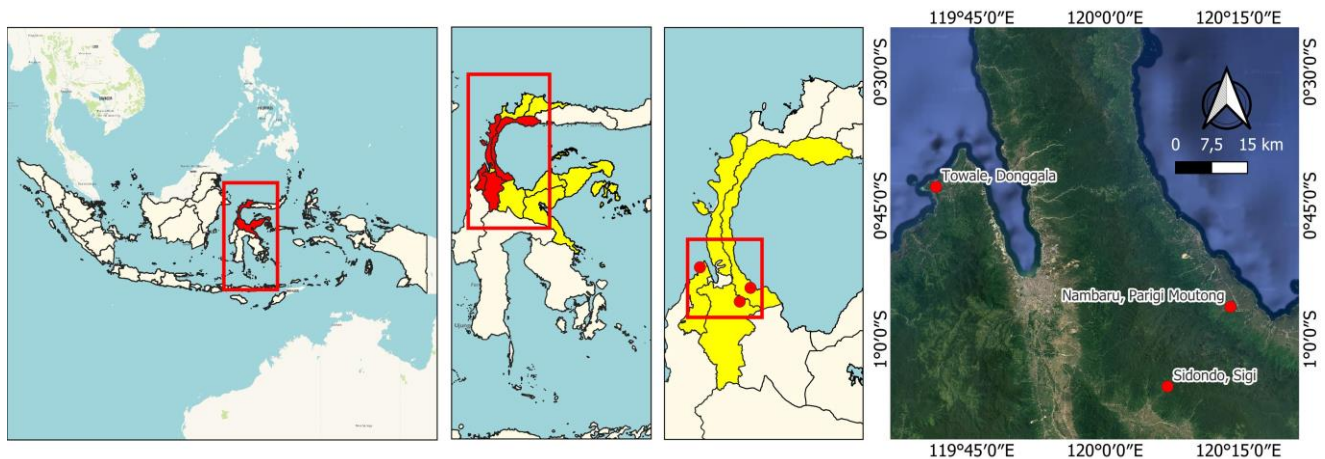 119°45'0"E 120°0'0"E 120°15'0"E
0°30'0"S
0°30'0"S
0 7,5 15 km
Towale, Donggala
0°45'0"S
0°45'0"S
Nambaru, Parigi Moutong
1°0'0"S
1°0'0"S
Sidondo, Sigi
119°45'0"E 120°0'0"E 120°15'0"E